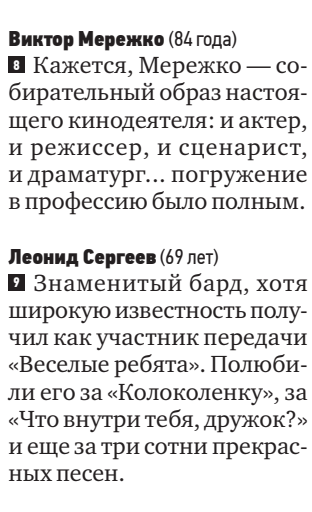 Виктор Мережко (84 года)
8 Кажется, Мережко — со-
бирательный образ настоя-
щего кинодеятеля: и актер,
и режиссер, и сценарист,
и драматург... погружение
в профессию было полным.
Леонид Сергеев (69 лет)
9 Знаменитый бард, хотя
широкую известность полу-
чил как участник передачи
«Веселые ребята». Полюби-
ли его за «Колоколенку», за
«Что внутри тебя, дружок?»
и еще за три сотни прекрас-
ных песен.